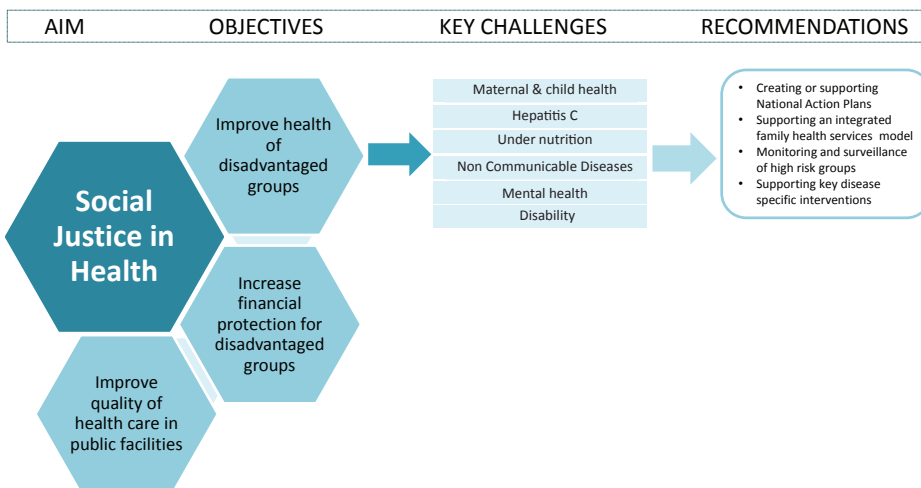 AIM
OBJECTIVES
KEY CHALLENGES
RECOMMENDATIONS
Social
Justice in
Health
Improve health
of
disadvantaged
groups
Increase
financial
protection for
disadvantaged
groups
Improve
quality of
health care in
public facilities
Maternal & child health
Hepatitis C
Under nutrition
Non Communicable Diseases
Mental health
Disability
• Creating or supporting
National Action Plans
• Supporting an integrated
family health services model
• Monitoring and surveillance
of high risk groups
• Supporting key disease
specific interventions